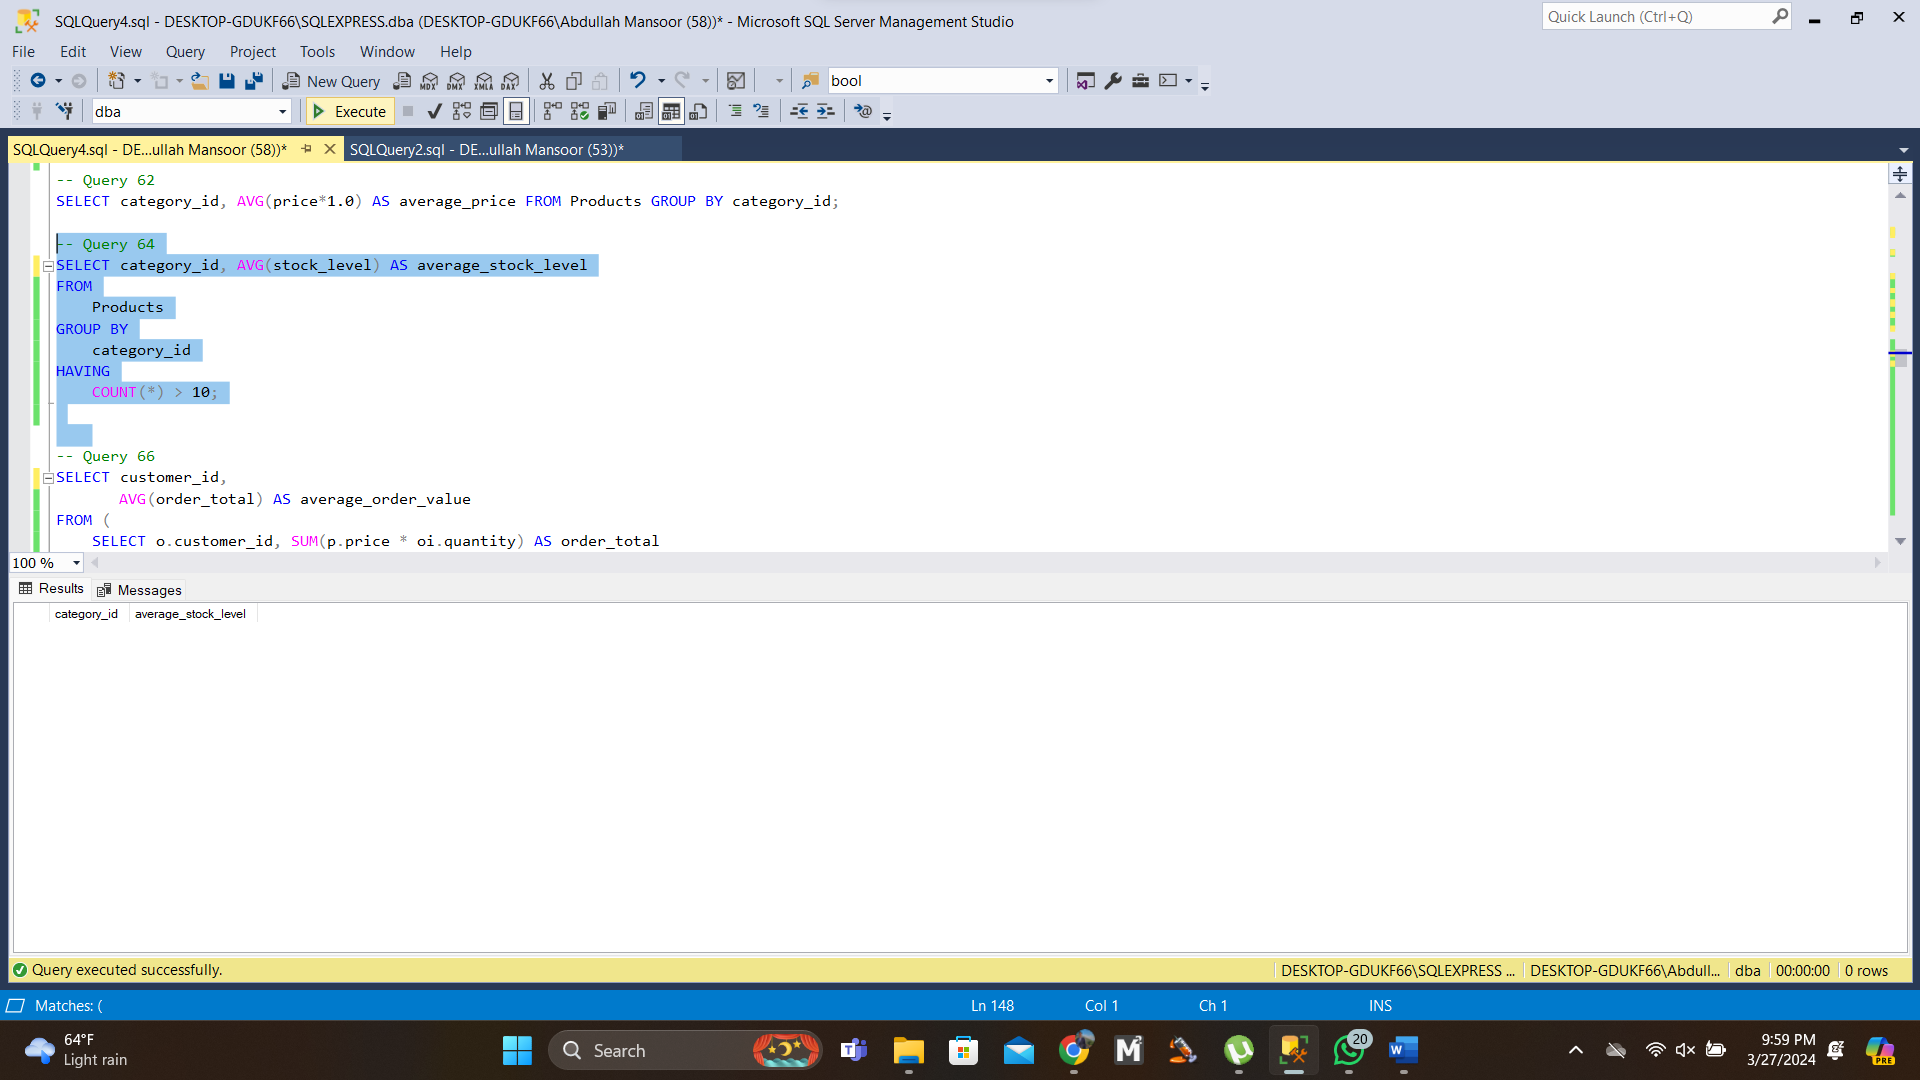 SQLQuery4.sql - DESKTOP-GDUKF66\SQLEXPRESS.dba (DESKTOP-GDUKF66\Abdullah Mansoor (58))* - Microsoft SQL Server Management Studio
Quick Launch (Ctrl+Q)
File Edit View Query Project Tools Window Help
New Query MDX DMX XMLA DAX bool
dba Execute
SQLQuery4.sql - DE...ullah Mansoor (58))* SQLQuery2.sql - DE...ullah Mansoor (53))*
-- Query 62
SELECT category_id, AVG(price*1.0) AS average_price FROM Products GROUP BY category_id;
-- Query 64
SELECT category_id, AVG(stock_level) AS average_stock_level
FROM
Products
GROUP BY
category_id
HAVING
COUNT(*) > 10;
-- Query 66
SELECT customer_id,
AVG(order_total) AS average_order_value
FROM (
SELECT o.customer_id, SUM(p.price * oi.quantity) AS order_total
100 %
Results Messages
category_id average_stock_level
Query executed successfully. DESKTOP-GDUKF66\SQLEXPRESS ... DESKTOP-GDUKF66\Abdull... dba 00:00:00 0 rows
Matches: ( Ln 148 Col 1 Ch 1 INS
64°F
Light rain
Search
20
9:59 PM
3/27/2024
PRE